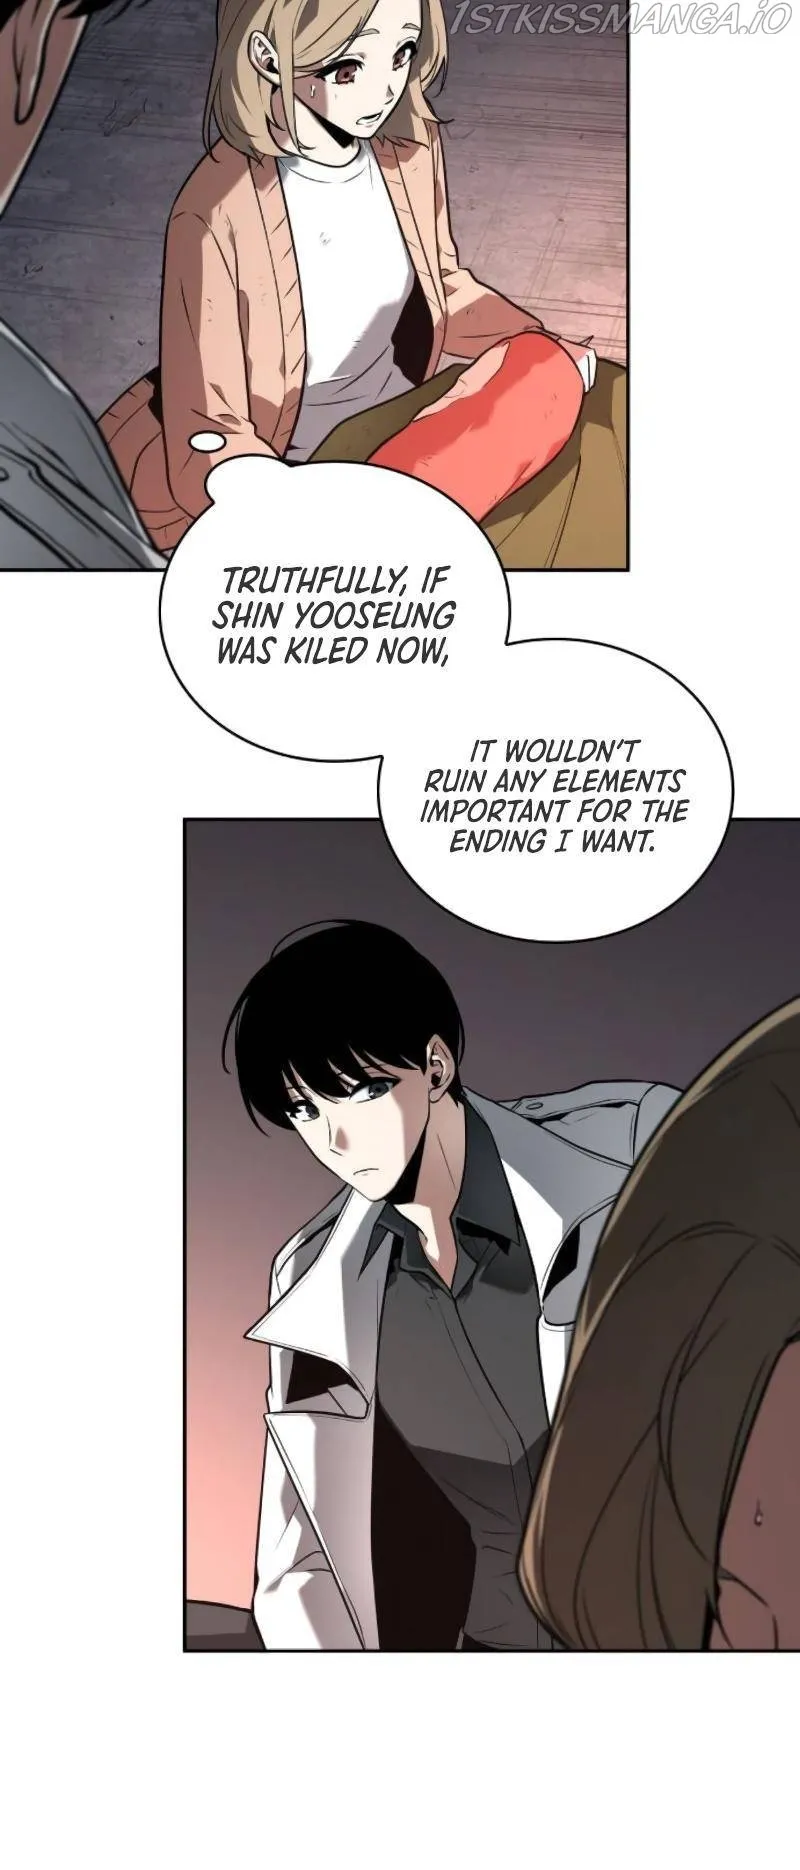 1STKISSMANGA.IO
TRUTHFULLY, IF
SHIN YOOSEUNG
WAS KILED NOW,
IT WOULDN'T
RUIN ANY ELEMENTS
IMPORTANT FOR THE
ENDING I WANT.